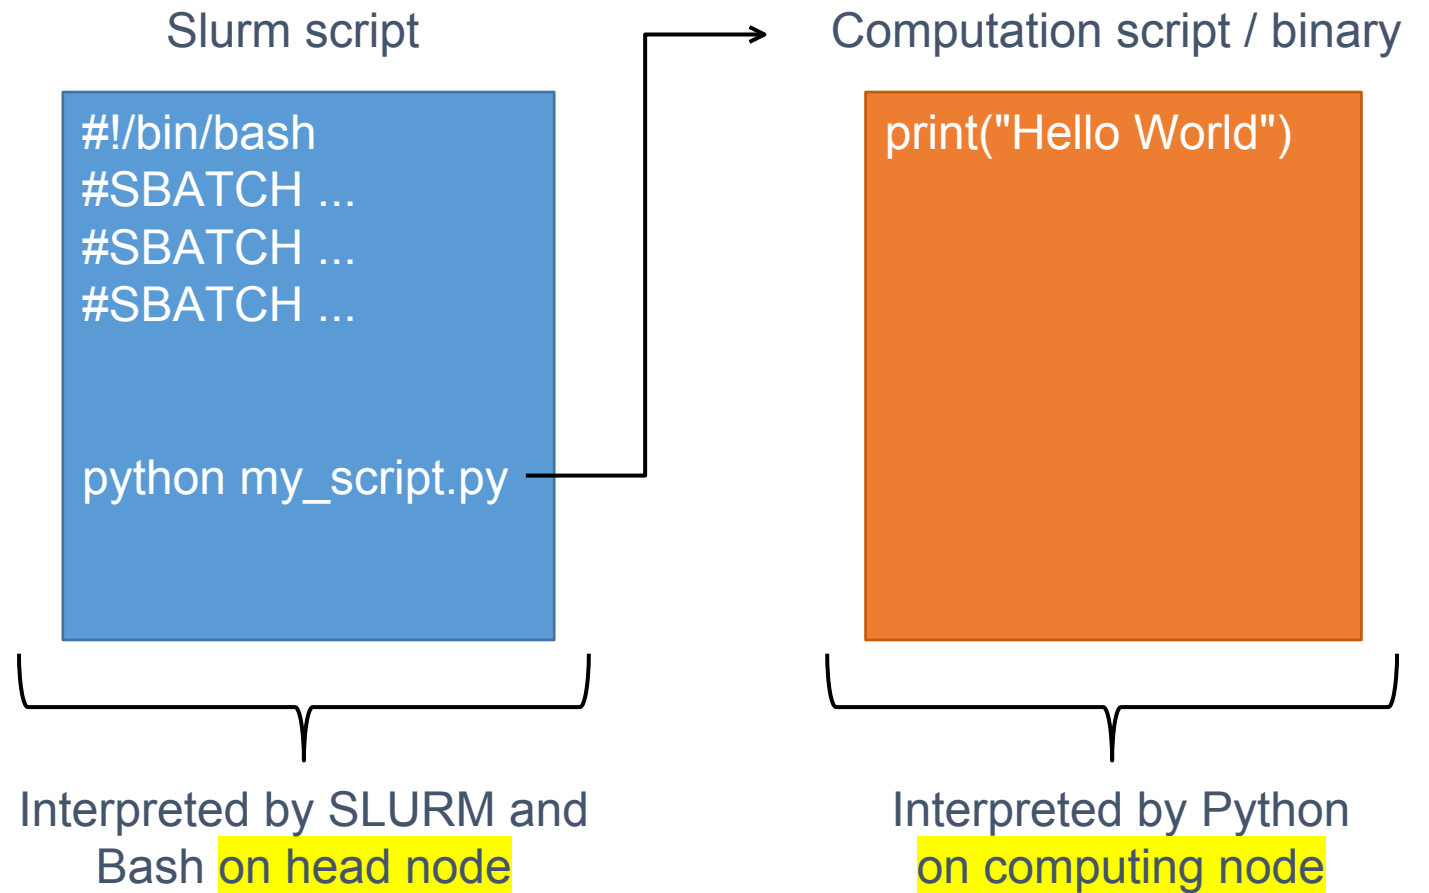 Slurm script
#!/bin/bash
#SBATCH ...
#SBATCH ...
#SBATCH ...
python my_script.py
Interpreted by SLURM and
Bash on head node
Computation script / binary
print("Hello World")
Interpreted by Python
on computing node